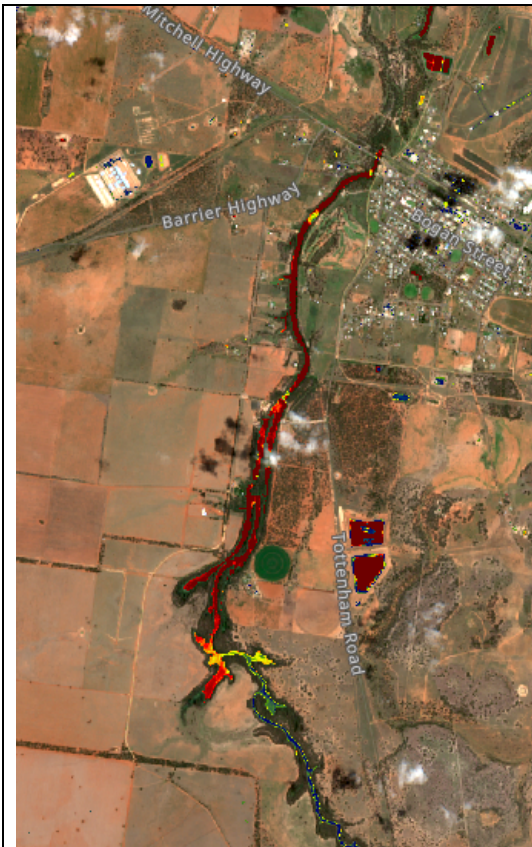 Mitchell Highway
Barrier Highway
Bogan Street
Tottenham Road